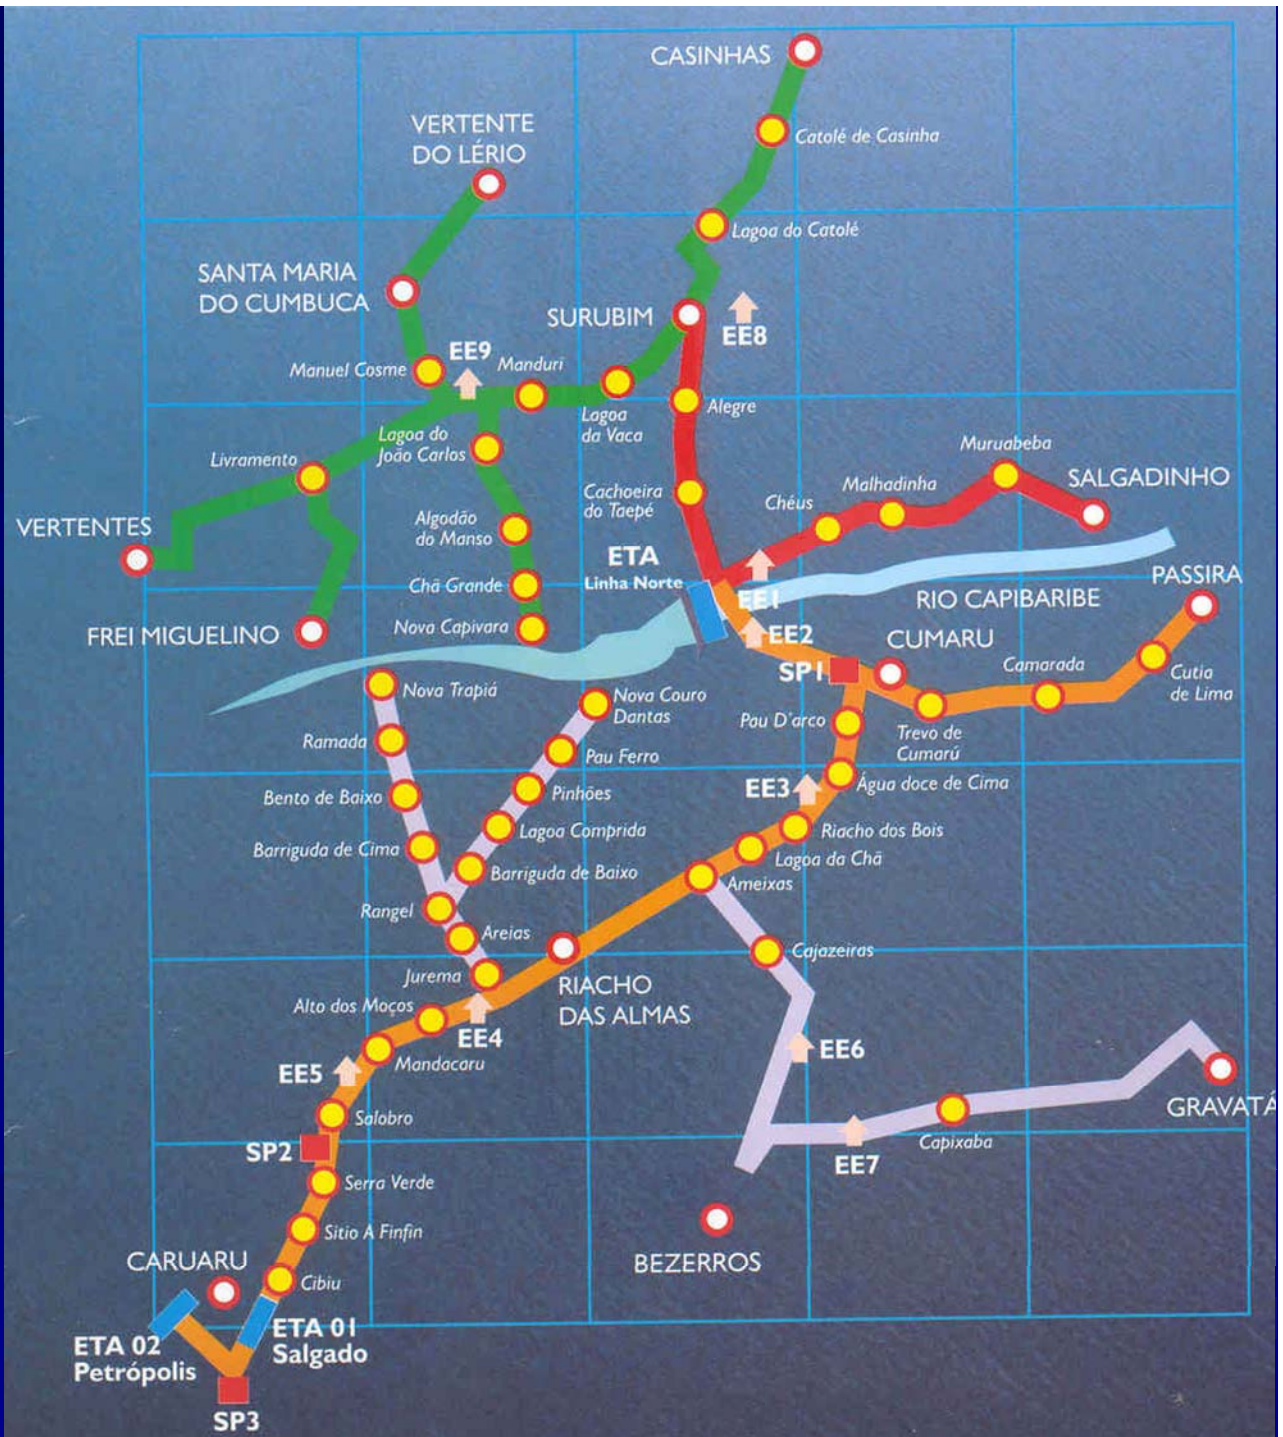 CASINHAS
Catolé de Casinha
VERTENTE
DO LÉRIO
Lagoa do Catolé
SANTA MARIA
DO CUMBUCA
SURUBIM
EE8
EE9
Manduri
Manuel Cosme
Lagoa
da Vaca
Alegre
Lagoa do
João Carlos
Livramento
Muruabeba
SALGADINHO
Malhadinha
Cachoeira
do Taepé
Chéus
VERTENTES
Algodão
do Manso
ETA
Linha Norte
Chã Grande
PASSIRA
EE1
RIO CAPIBARIBE
Nova Capivara
FREI MIGUELINO
EE2
CUMARU
SP1
Camarada
Cutia
de Lima
Nova Trapiá
Nova Couro
Dantas
Pau D'arco
Trevo de
Cumarú
Ramada
Pau Ferro
EE3
Água doce de Cima
Bento de Baixo
Pinhões
Lagoa Comprida
Riacho dos Bois
Barriguda de Cima
Lagoa da Chã
Barriguda de Baixo
Ameixas
Rangel
Areias
Cajazeiras
Jurema
RIACHO
DAS ALMAS
Alto dos Moços
EE4
EE6
Mandacaru
EE5
GRAVATÁ
Salobro
Capixaba
SP2
EE7
Serra Verde
Sitio A Finfin
CARUARU
BEZERROS
Cibiu
ETA 01
Salgado
ETA 02
Petrópolis
SP3